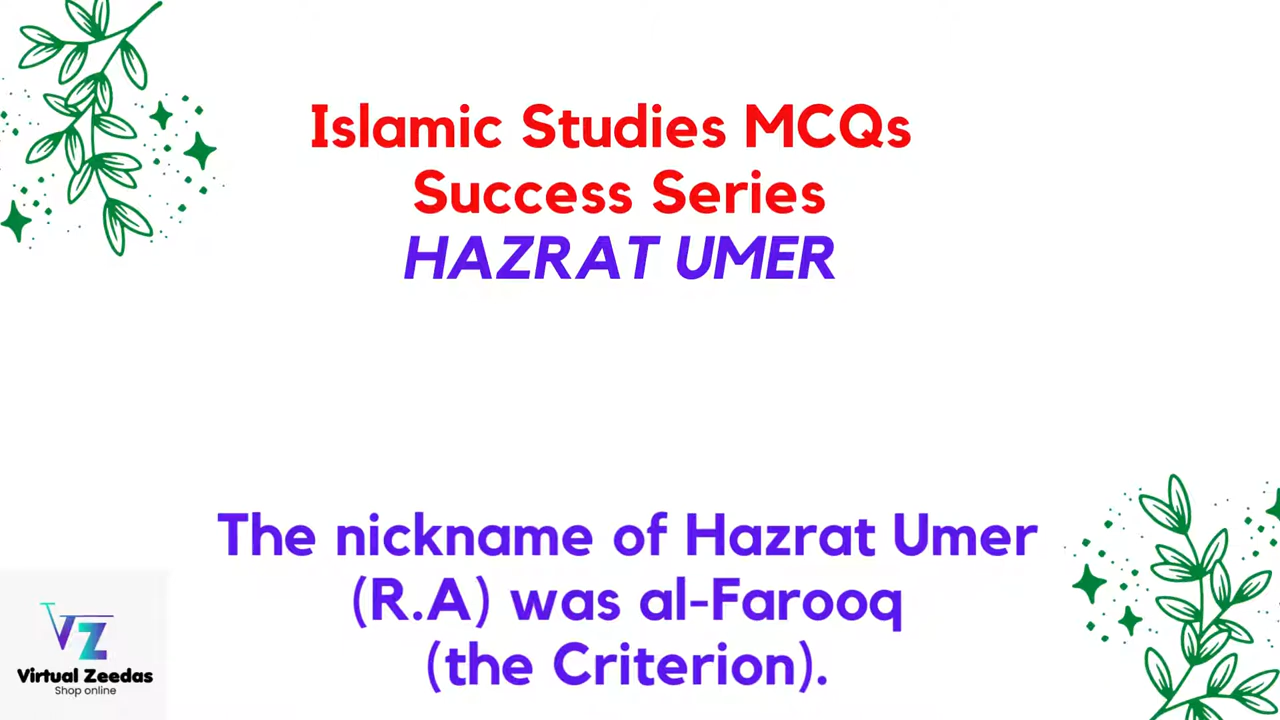 Islamic Studies MCQs
Success Series
HAZRAT UMER
The nickname of Hazrat Umer
(R.A) was al-Farooq
(the Criterion).
VZ
Virtual Zeedas
Shop online